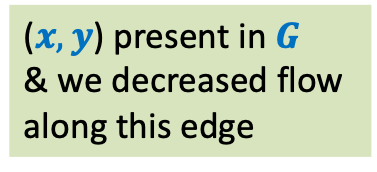 (x, y) present in G
& we decreased flow
along this edge